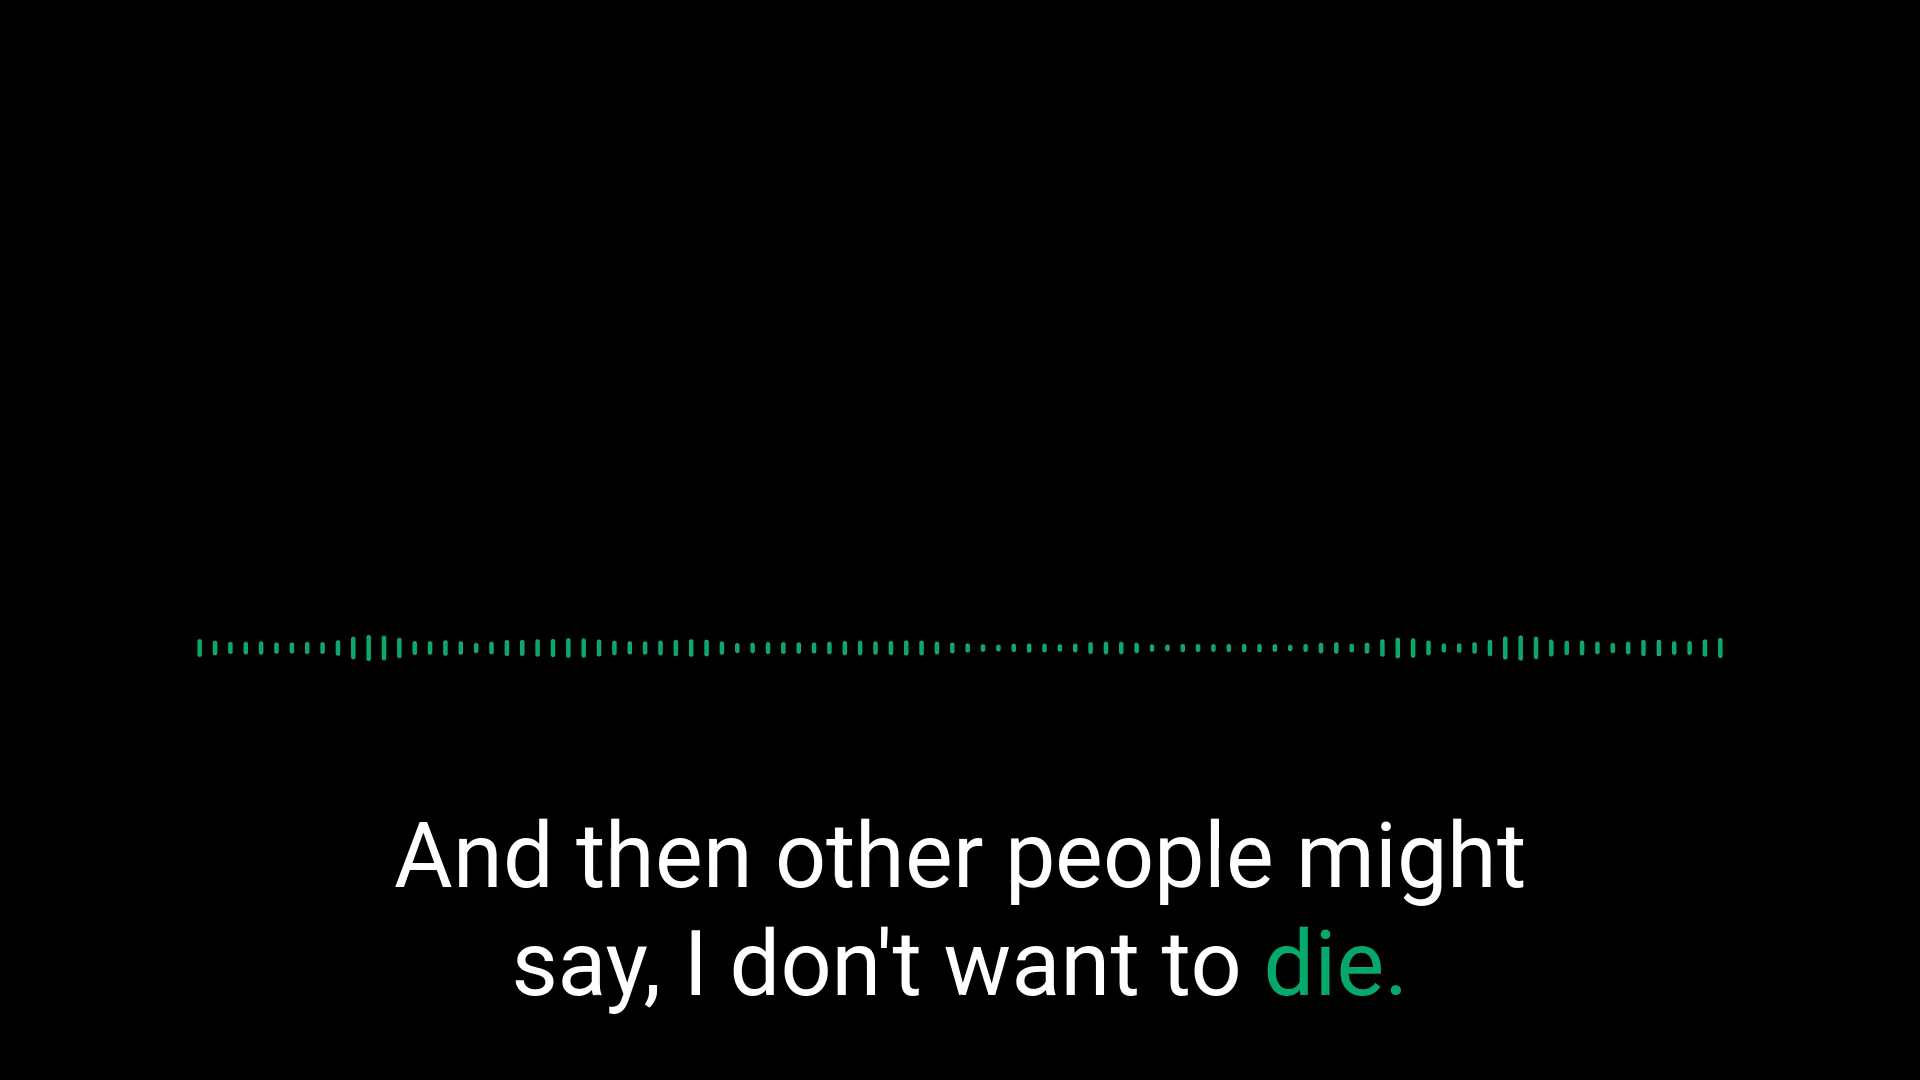 And then other people might
say, I don't want to die.